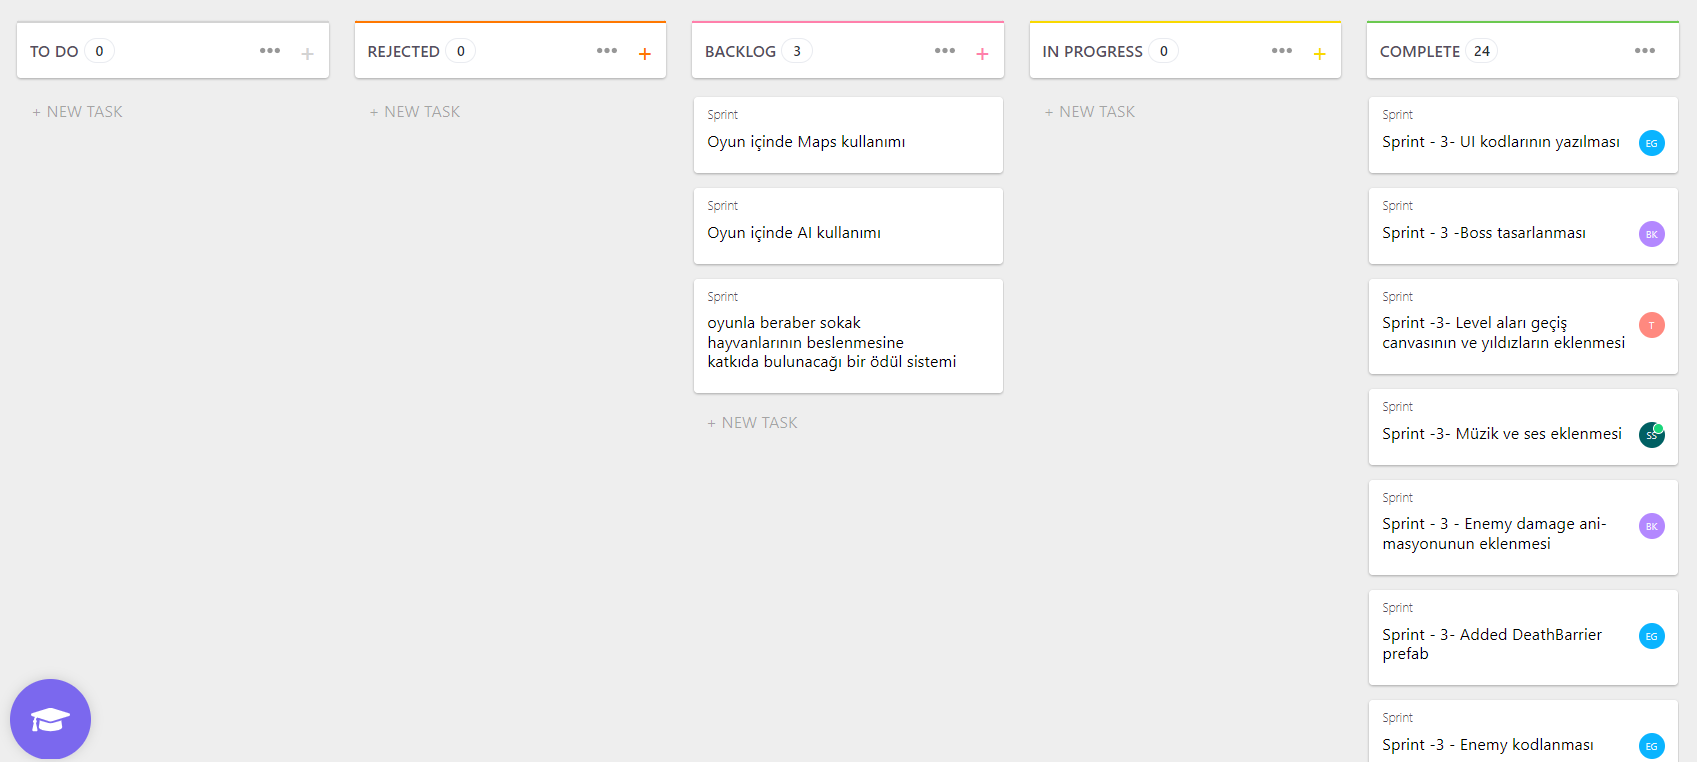 TO DO 0
+ NEW TASK
REJECTED 0
+ NEW TASK
BACKLOG 3
Sprint
Oyun içinde Maps kullanımı
Sprint
Oyun içinde AI kullanımı
Sprint
oyunla beraber sokak
hayvanlarının beslenmesine
katkıda bulunacağı bir ödül sistemi
+ NEW TASK
IN PROGRESS 0
+ NEW TASK
COMPLETE 24
Sprint
Sprint - 3- UI kodlarının yazılması
EG
Sprint
Sprint - 3 -Boss tasarlanması
BK
Sprint
Sprint -3- Level aları geçiş
canvasının ve yıldızların eklenmesi
T
Sprint
Sprint -3- Müzik ve ses eklenmesi
SS
Sprint
Sprint - 3 - Enemy damage ani-
masyonunun eklenmesi
BK
Sprint
Sprint - 3- Added DeathBarrier
prefab
EG
Sprint
Sprint -3 - Enemy kodlanması
EG